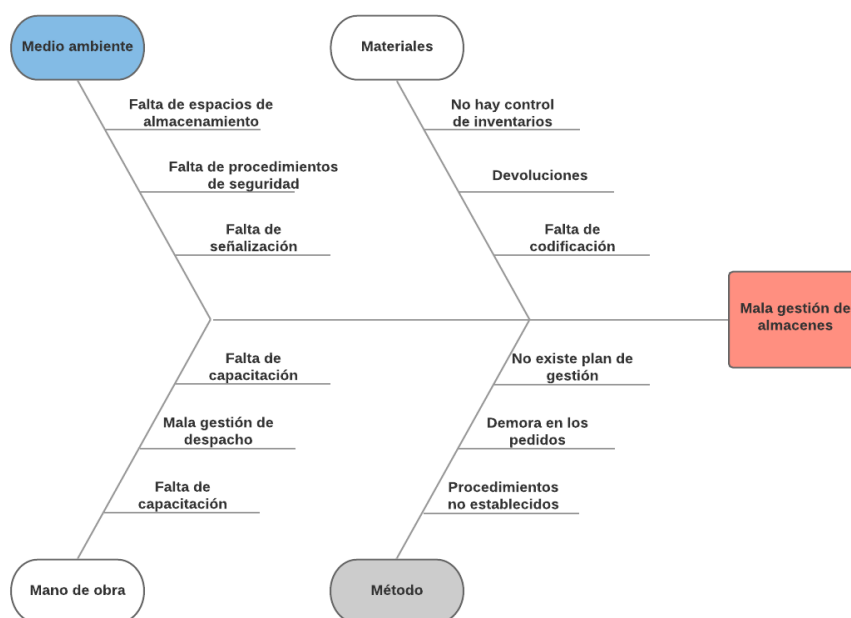 Medio ambiente
Materiales
Falta de espacios de
almacenamiento
No hay control
de inventarios
Falta de procedimientos
de seguridad
Devoluciones
Falta de
señalización
Falta de
codificación
Mala gestión de
almacenes
Falta de
capacitación
No existe plan de
gestión
Mala gestión de
despacho
Demora en los
pedidos
Falta de
capacitación
Procedimientos
no establecidos
Mano de obra
Método